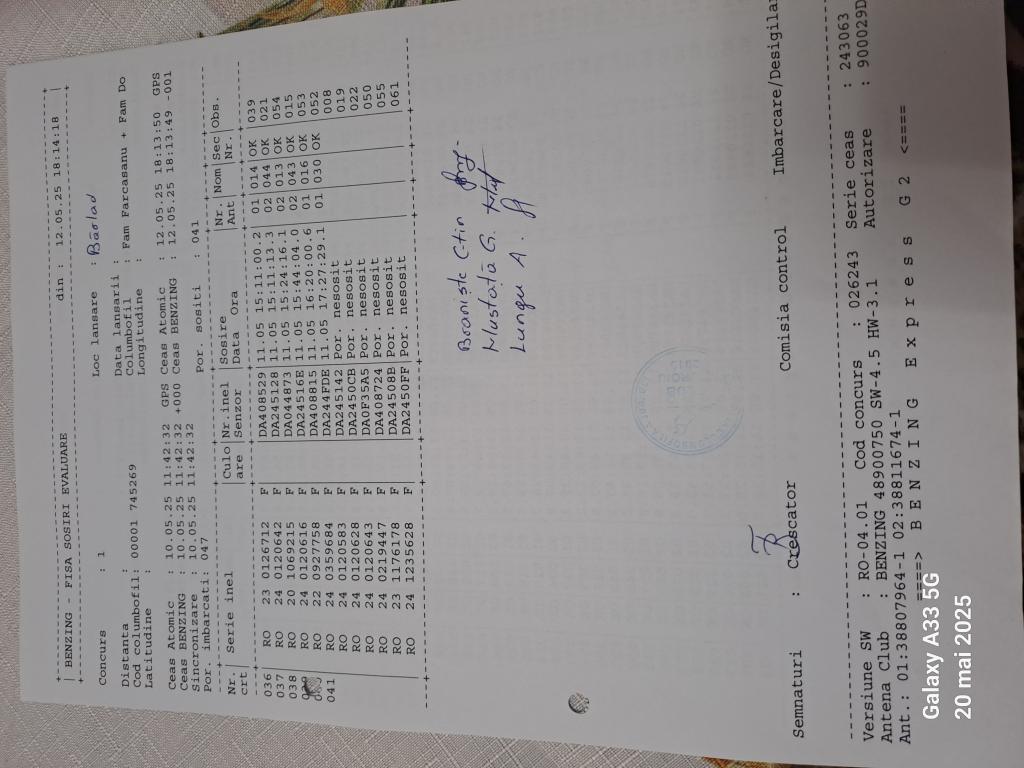 | BENZING - FISA SOSIRI EVALUARE din : 12.05.25 18:14:18 |
Concurs : 1 Loc lansare : Bârlad
Distanta : Data lansarii :
Cod columbofil: 00001 745269 Columbofil : Fam Farcasanu + Fam Do
Latitudine : Longitudine :
Ceas Atomic : 10.05.25 11:42:32 GPS Ceas Atomic : 12.05.25 18:13:50 GPS
Ceas BENZING : 10.05.25 11:42:32 +000 Ceas BENZING : 12.05.25 18:13:49 -001
Sincronizare : 10.05.25 11:42:32
Por. imbarcati: 047 Por. sositi : 041
Nr.| Serie inel |Culo|Nr.inel |Sosire |Nr.|Nom|Sec|Obs.
crt| |are |Senzor |Data Ora |Ant| |Nr.|
036 RO 23 0126712 F DA408529 11.05 15:11:00.2 01 014 OK 039
037 RO 24 0120642 F DA245128 11.05 15:11:13.3 02 044 OK 021
038 RO 20 1069215 F DA044873 11.05 15:24:16.1 02 013 OK 054
RO 24 0120616 F DA24516E 11.05 15:44:04.0 02 043 OK 015
RO 22 0927758 F DA408815 11.05 16:20:00.6 01 016 OK 053
041 RO 24 0359684 F DA244FDE 11.05 17:27:29.1 01 030 OK 052
RO 24 0120583 F DA245142 Por. nesosit 008
RO 24 0120628 F DA2450CB Por. nesosit 019
RO 24 0120643 F DA0F35A5 Por. nesosit 022
RO 24 0219447 F DA408724 Por. nesosit 050
RO 23 1176178 F DA24508B Por. nesosit 055
RO 24 1235628 F DA2450FF Por. nesosit 061
Braniste Ctin
Mustata G.
Lungu A.
Semnaturi : Crescator Comisia control Imbarcare/Desigilar
Versiune SW : RO-04.01 Cod concurs : 026243 Serie ceas : 243063
Antena Club : BENZING 48900750 SW-4.5 HW-3.1 Autorizare : 900029D
Ant.: 01:38807964-1 02:38811674-1
====> B E N Z I N G E x p r e s s G 2 <====
Galaxy A33 5G
20 mai 2025